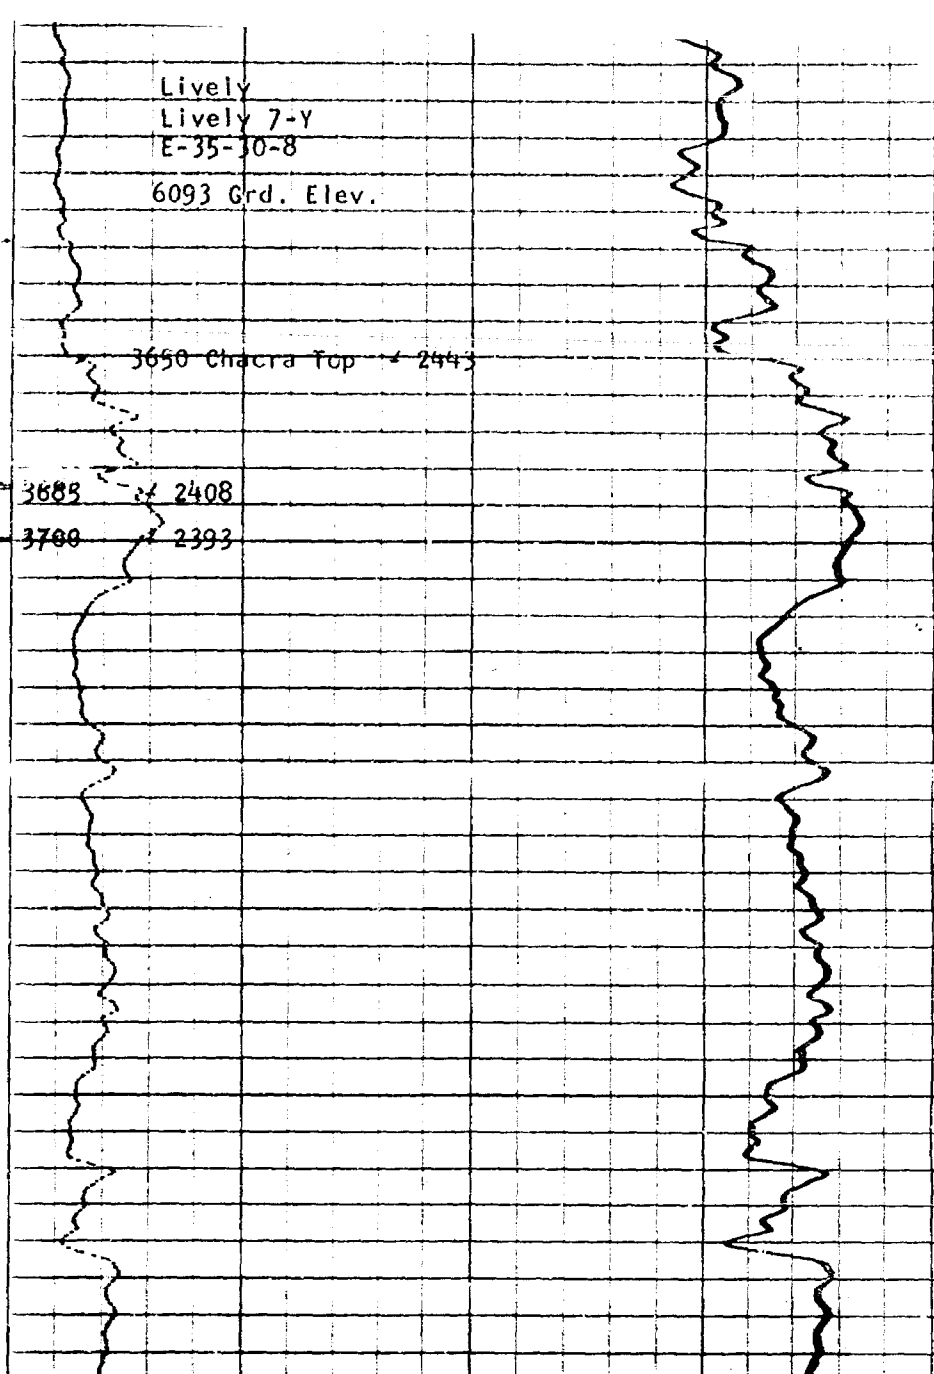 Lively
Lively 7-Y
E-35-30-8
6093 Grd. Elev.
3650 Chacra Top + 2443
3685 + 2408
3700 + 2393